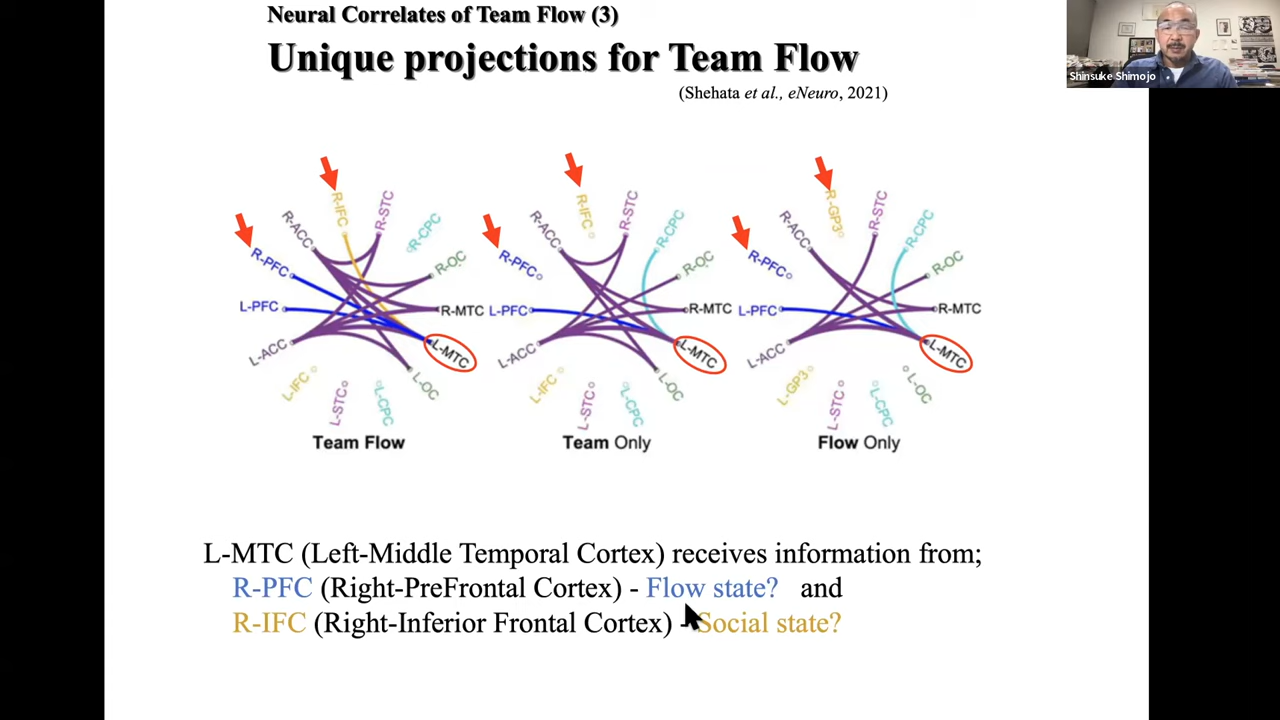 Neural Correlates of Team Flow (3)
Unique projections for Team Flow
(Shehata et al., eNeuro, 2021)
Shinsuke Shimojo
R-IFC
R-STC
R-ACC
R-CPC
R-PFC
R-OC
L-PFC
R-MTC
L-ACC
L-MTC
L-IFC
L-STC
L-CPC
L-OC
Team Flow
R-IFC
R-STC
R-ACC
R-CPC
R-PFC
R-OC
L-PFC
R-MTC
L-ACC
L-MTC
L-IFC
L-STC
L-CPC
L-OC
Team Only
R-GP3
R-STC
R-ACC
R-CPC
R-PFC
R-OC
L-PFC
R-MTC
L-ACC
L-MTC
L-GP3
L-STC
L-CPC
L-OC
Flow Only
L-MTC (Left-Middle Temporal Cortex) receives information from;
R-PFC (Right-PreFrontal Cortex) - Flow state? and
R-IFC (Right-Inferior Frontal Cortex) - Social state?